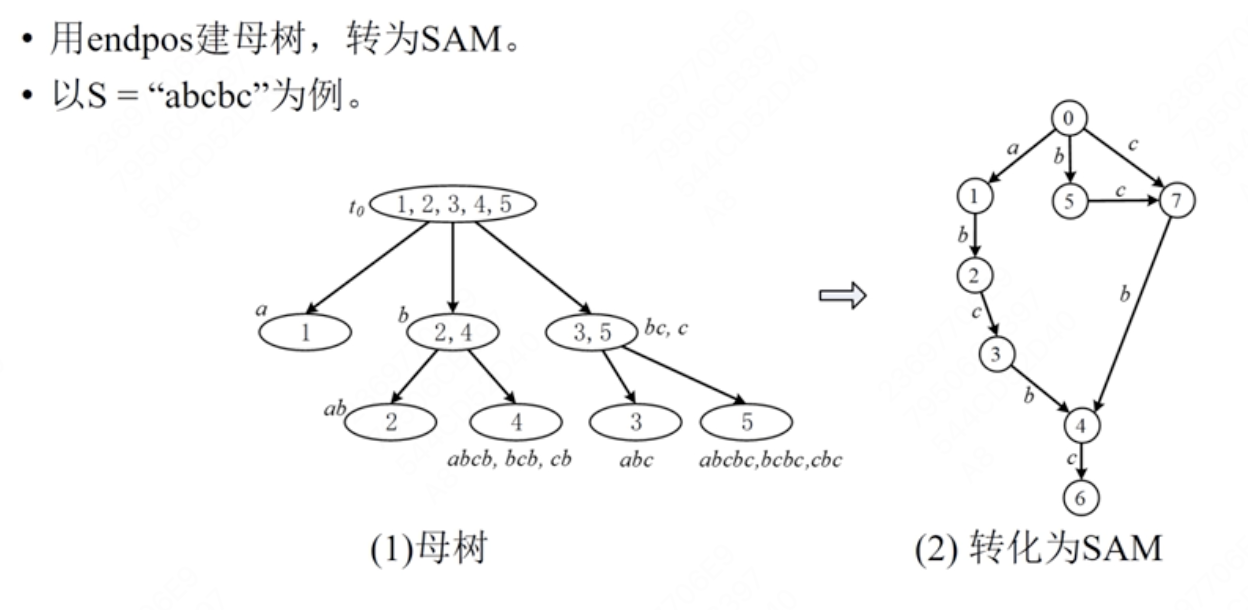 • 用endpos建母树，转为SAM。
• 以S = “abcbc”为例。
t0 1, 2, 3, 4, 5
a 1
b 2, 4
3, 5 bc, c
ab 2
4
3
5
abcb, bcb, cb
abc
abcbc,bcbc,cbc
(1)母树
0
a b c
1 5 c 7
b
2
c b
3
b
4
c
6
(2) 转化为SAM